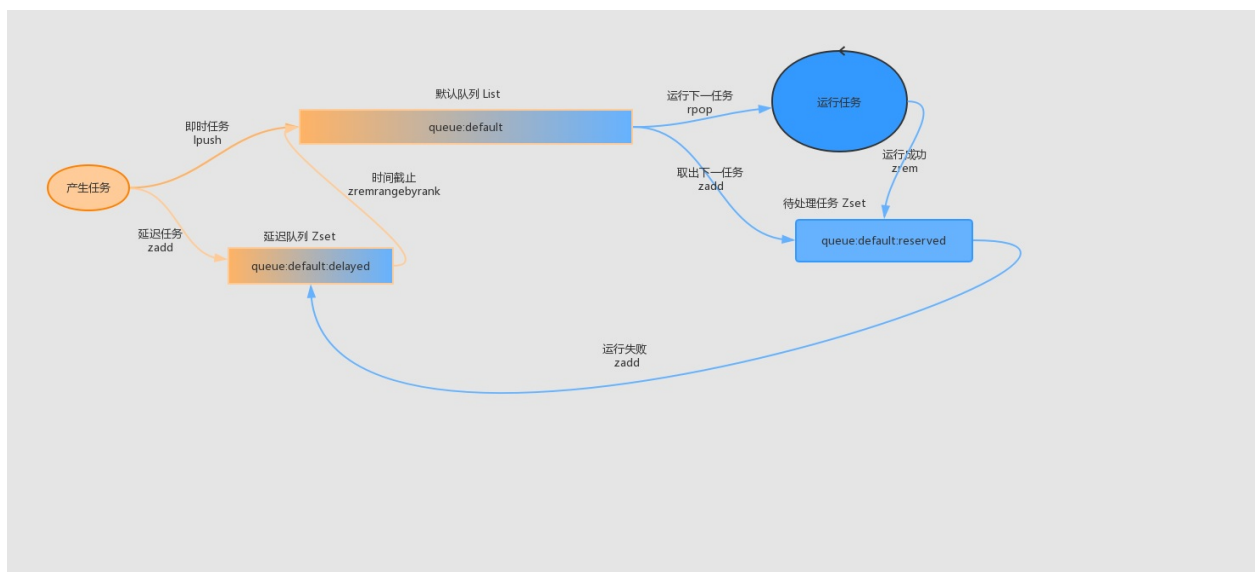 默认队列 List
queue:default
运行下一任务
rpop
运行任务
即时任务
lpush
产生任务
时间截止
zremrangebyrank
取出下一任务
zadd
运行成功
zrem
待处理任务 Zset
queue:default:reserved
延迟任务
zadd
延迟队列 Zset
queue:default:delayed
运行失败
zadd